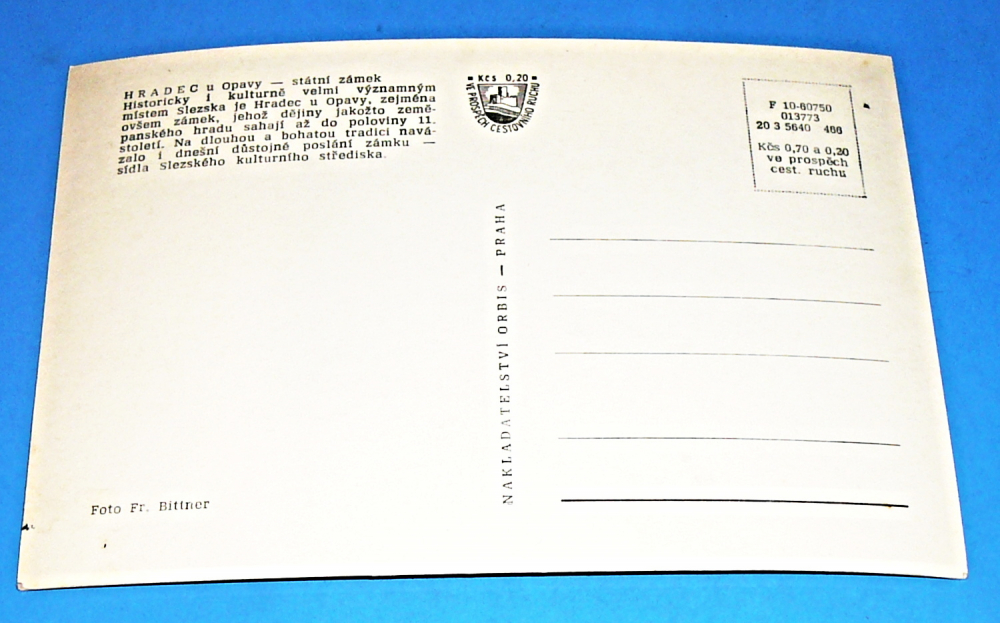 HRADEC u Opavy — státní zámek
Historicky i kulturně velmi významným
místem Slezska je Hradec u Opavy, zejména
ovšem zámek, jehož dějiny jakožto země-
panského hradu sahají až do poloviny 11.
století. Na dlouhou a bohatou tradici navá-
zalo i dnešní důstojné poslání zámku —
sídla Slezského kulturního střediska.
Foto Fr. Bittner
Kčs 0,20
VE PROSPĚCH CESTOVNÍHO RUCHU
NAKLADATELSTVÍ ORBIS — PRAHA
F 10-60750
013773
20 3 5640 466
Kčs 0,70 a 0,20
ve prospěch
cest. ruchu